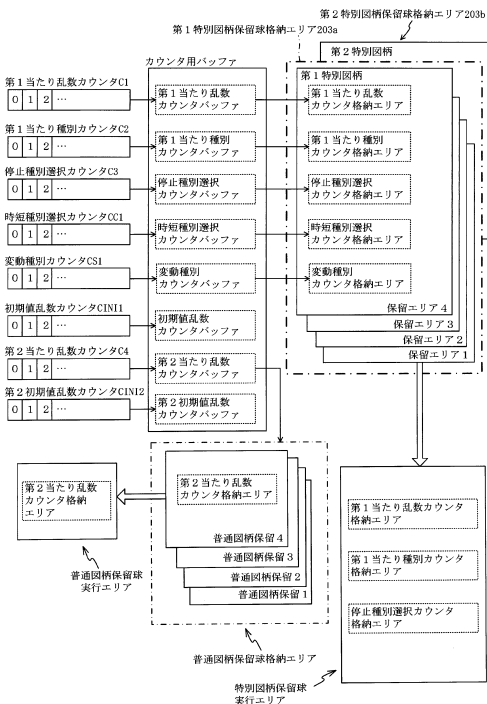 第2特別図柄保留球格納エリア203b
第1特別図柄保留球格納エリア203a
第2特別図柄
カウンタ用バッファ
第1特別図柄
第1当たり乱数カウンタC1
0 1 2 …
第1当たり乱数
カウンタバッファ
第1当たり乱数
カウンタ格納エリア
第1当たり種別カウンタC2
0 1 2 …
第1当たり種別
カウンタバッファ
第1当たり種別
カウンタ格納エリア
停止種別選択カウンタC3
0 1 2 …
停止種別選択
カウンタバッファ
停止種別選択
カウンタ格納エリア
時短種別選択カウンタCC1
0 1 2 …
時短種別選択
カウンタバッファ
時短種別選択
カウンタ格納エリア
変動種別カウンタCS1
0 1 2 …
変動種別
カウンタバッファ
変動種別
カウンタ格納エリア
初期値乱数カウンタCINI1
0 1 2 …
初期値乱数
カウンタバッファ
保留エリア4
保留エリア3
保留エリア2
保留エリア1
第2当たり乱数カウンタC4
0 1 2 …
第2当たり乱数
カウンタバッファ
第2初期値乱数カウンタCINI2
0 1 2 …
第2初期値乱数
カウンタバッファ
第2当たり乱数
カウンタ格納
エリア
普通図柄保留球
実行エリア
第2当たり乱数
カウンタ格納エリア
普通図柄保留4
普通図柄保留3
普通図柄保留2
普通図柄保留1
普通図柄保留球格納エリア
第1当たり乱数カウンタ
格納エリア
第1当たり種別カウンタ
格納エリア
停止種別選択カウンタ
格納エリア
特別図柄保留球
実行エリア